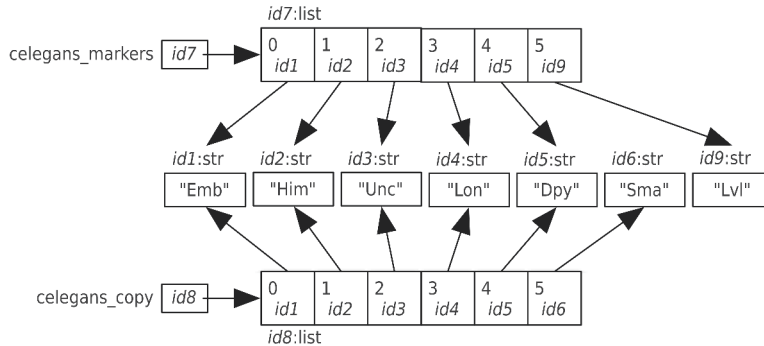 id7:list
celegans_markers id7 0 1 2 3 4 5
id1 id2 id3 id4 id5 id9
id1:str id2:str id3:str id4:str id5:str id6:str id9:str
"Emb" "Him" "Unc" "Lon" "Dpy" "Sma" "Lvl"
celegans_copy id8 0 1 2 3 4 5
id1 id2 id3 id4 id5 id6
id8:list